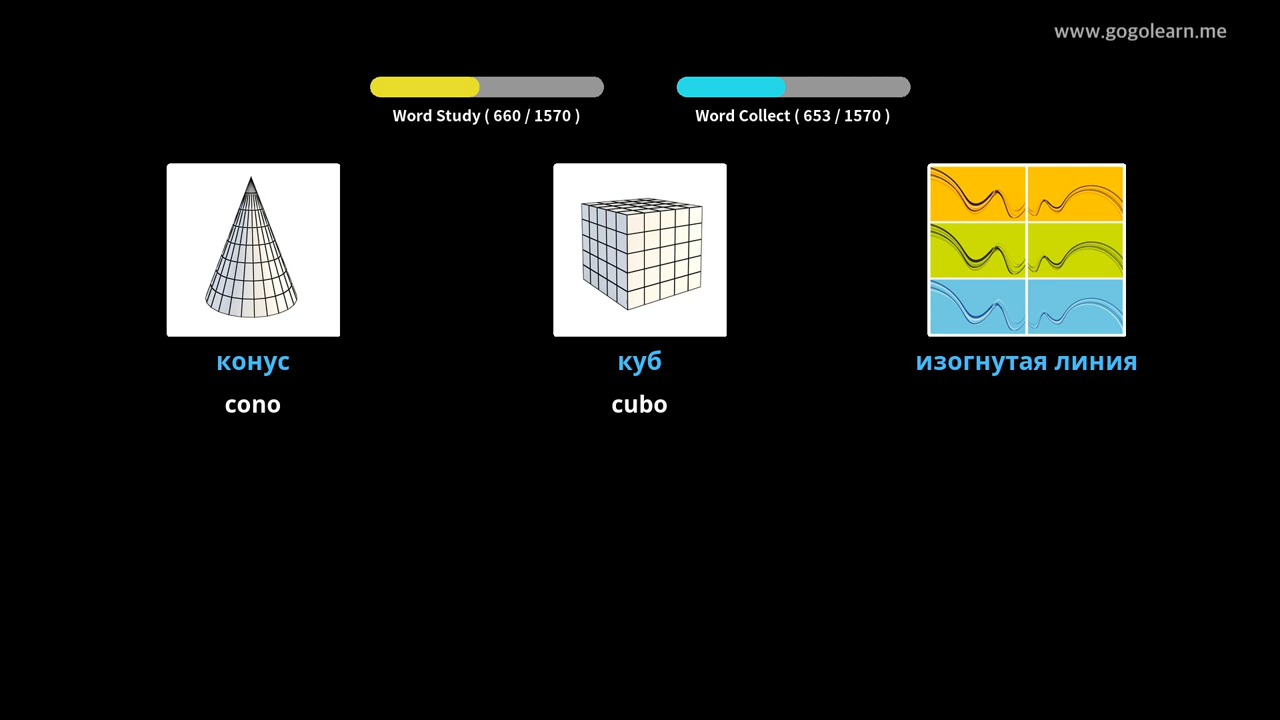 www.gogolearn.me
Word Study ( 660 / 1570 )
Word Collect ( 653 / 1570 )
конус
куб
изогнутая линия
cono
cubo